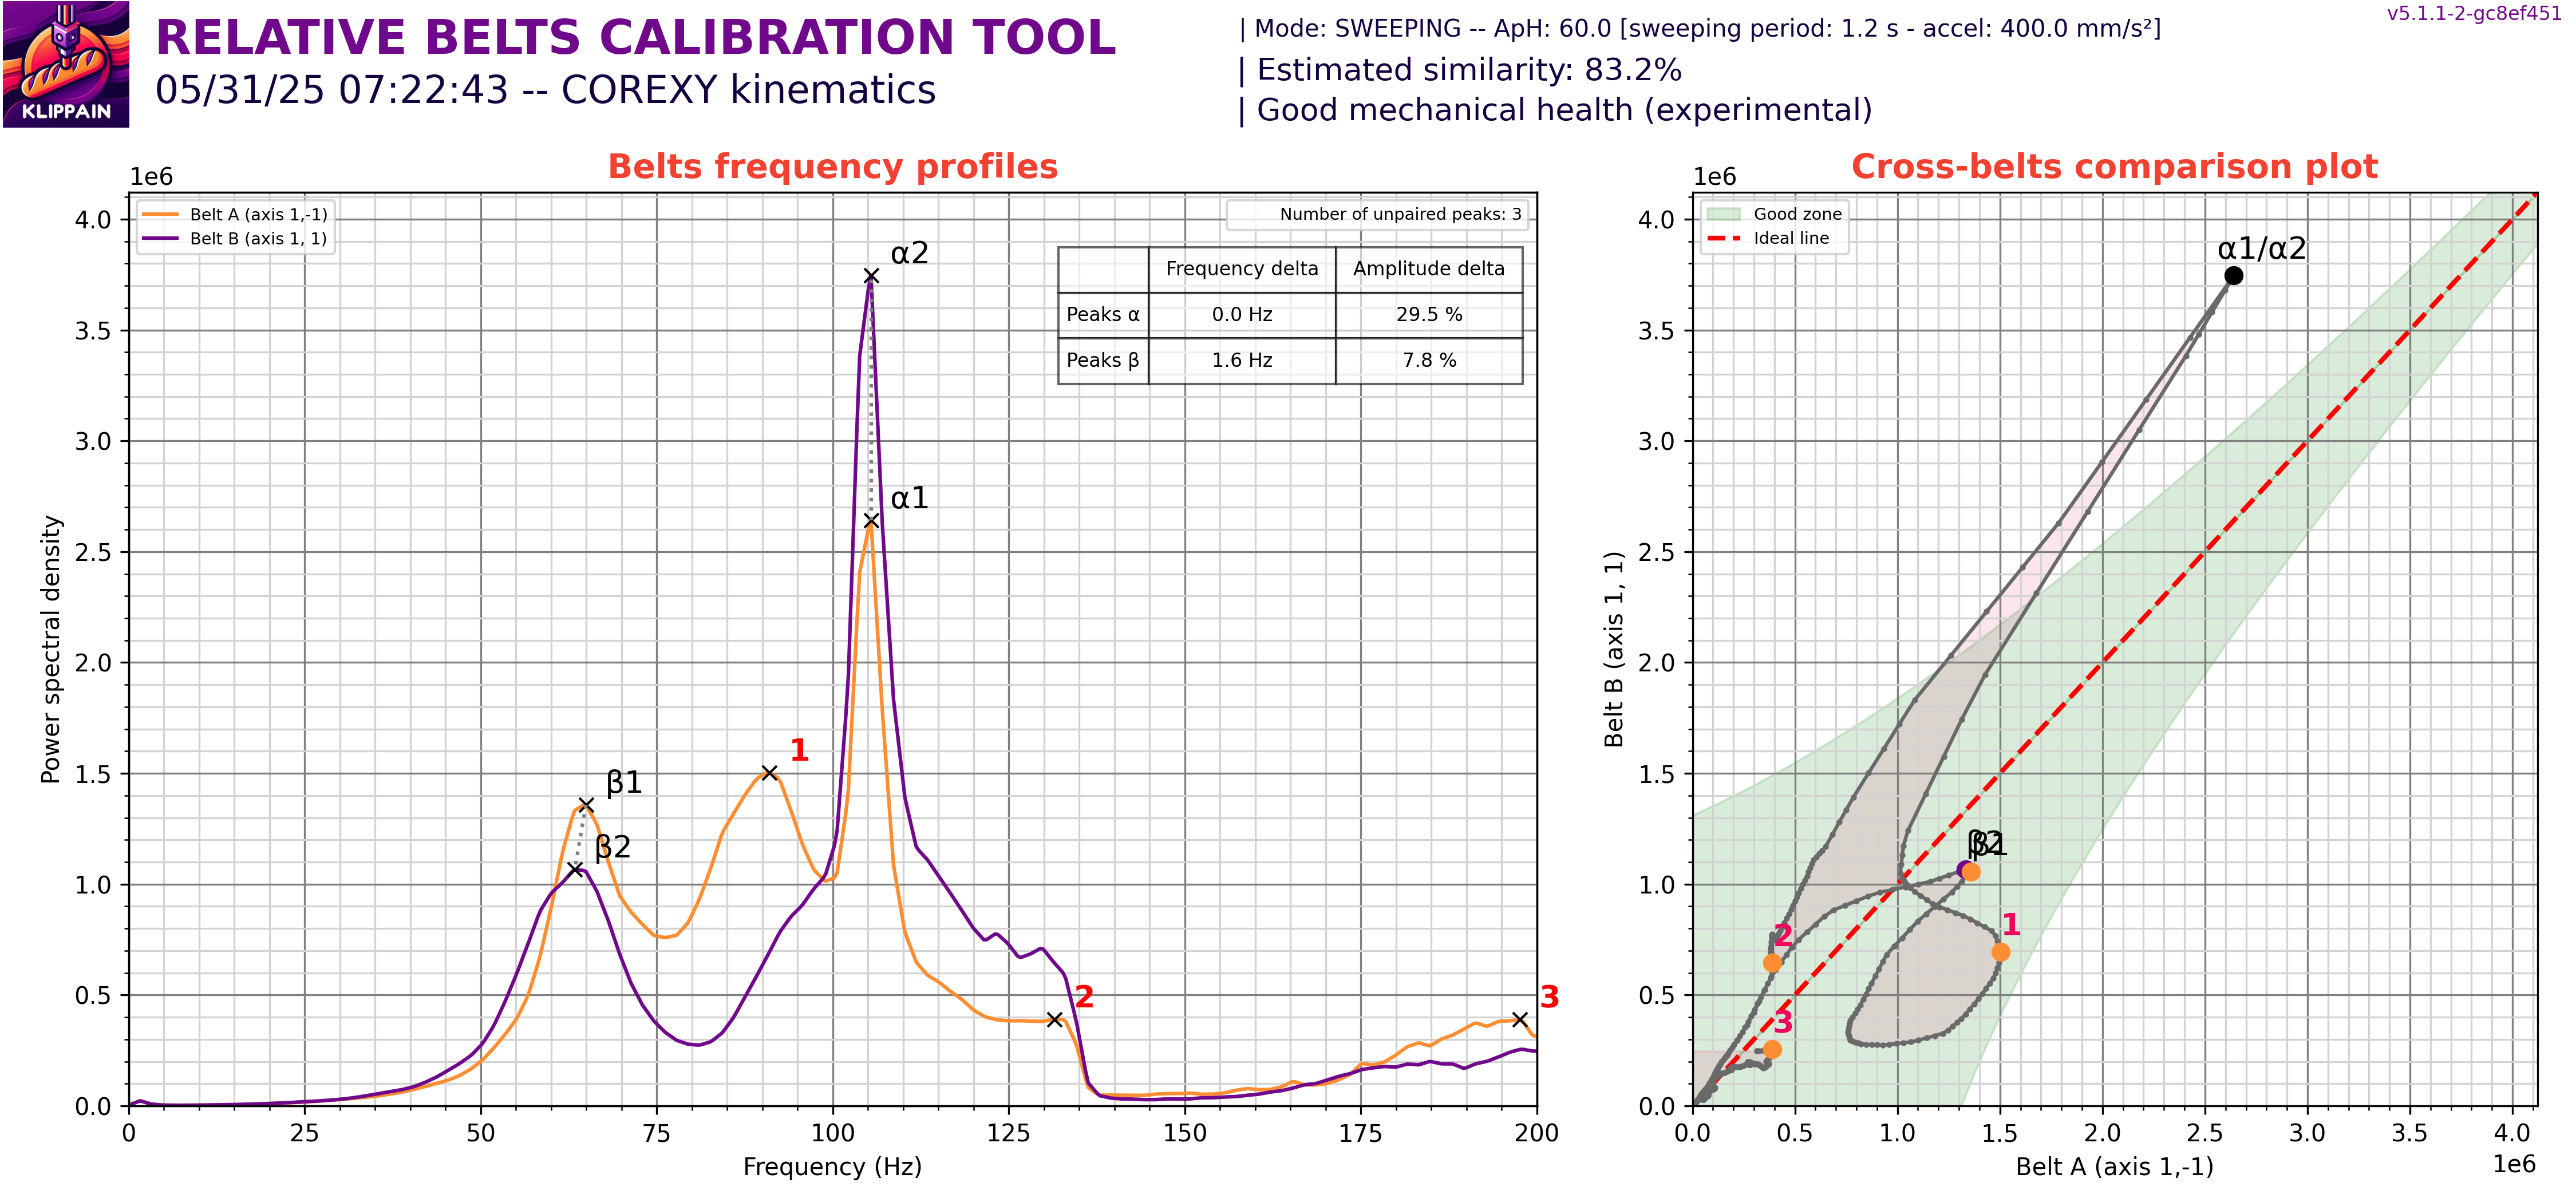 KLIPPAIN
RELATIVE BELTS CALIBRATION TOOL
05/31/25 07:22:43 -- COREXY kinematics
| Mode: SWEEPING -- ApH: 60.0 [sweeping period: 1.2 s - accel: 400.0 mm/s²]
| Estimated similarity: 83.2%
| Good mechanical health (experimental)
v5.1.1-2-gc8ef451
Belts frequency profiles
1e6
Belt A (axis 1,-1)
Belt B (axis 1, 1)
Number of unpaired peaks: 3
Frequency delta Amplitude delta
Peaks α 0.0 Hz 29.5 %
Peaks β 1.6 Hz 7.8 %
α2
α1
1
β1
β2
2
3
4.0
3.5
3.0
2.5
2.0
1.5
1.0
0.5
0.0
Power spectral density
0 25 50 75 100 125 150 175 200
Frequency (Hz)
Cross-belts comparison plot
1e6
Good zone
Ideal line
α1/α2
β2
β1
1
2
3
4.0
3.5
3.0
2.5
2.0
1.5
1.0
0.5
0.0
Belt B (axis 1, 1)
0.0 0.5 1.0 1.5 2.0 2.5 3.0 3.5 4.0
1e6
Belt A (axis 1,-1)